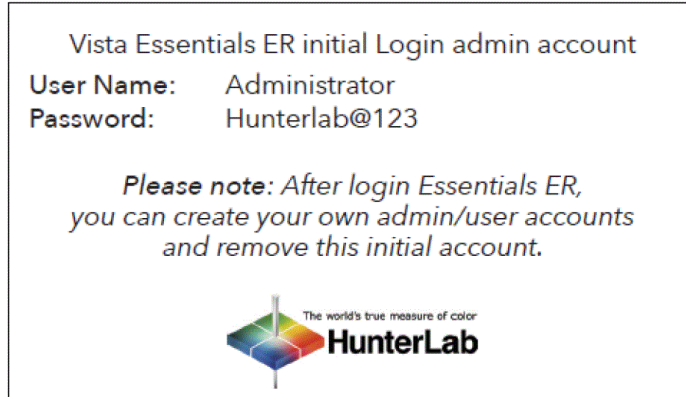 Vista Essentials ER initial Login admin account
User Name: Administrator
Password: Hunterlab@123
Please note: After login Essentials ER,
you can create your own admin/user accounts
and remove this initial account.
The world's true measure of color
HunterLab